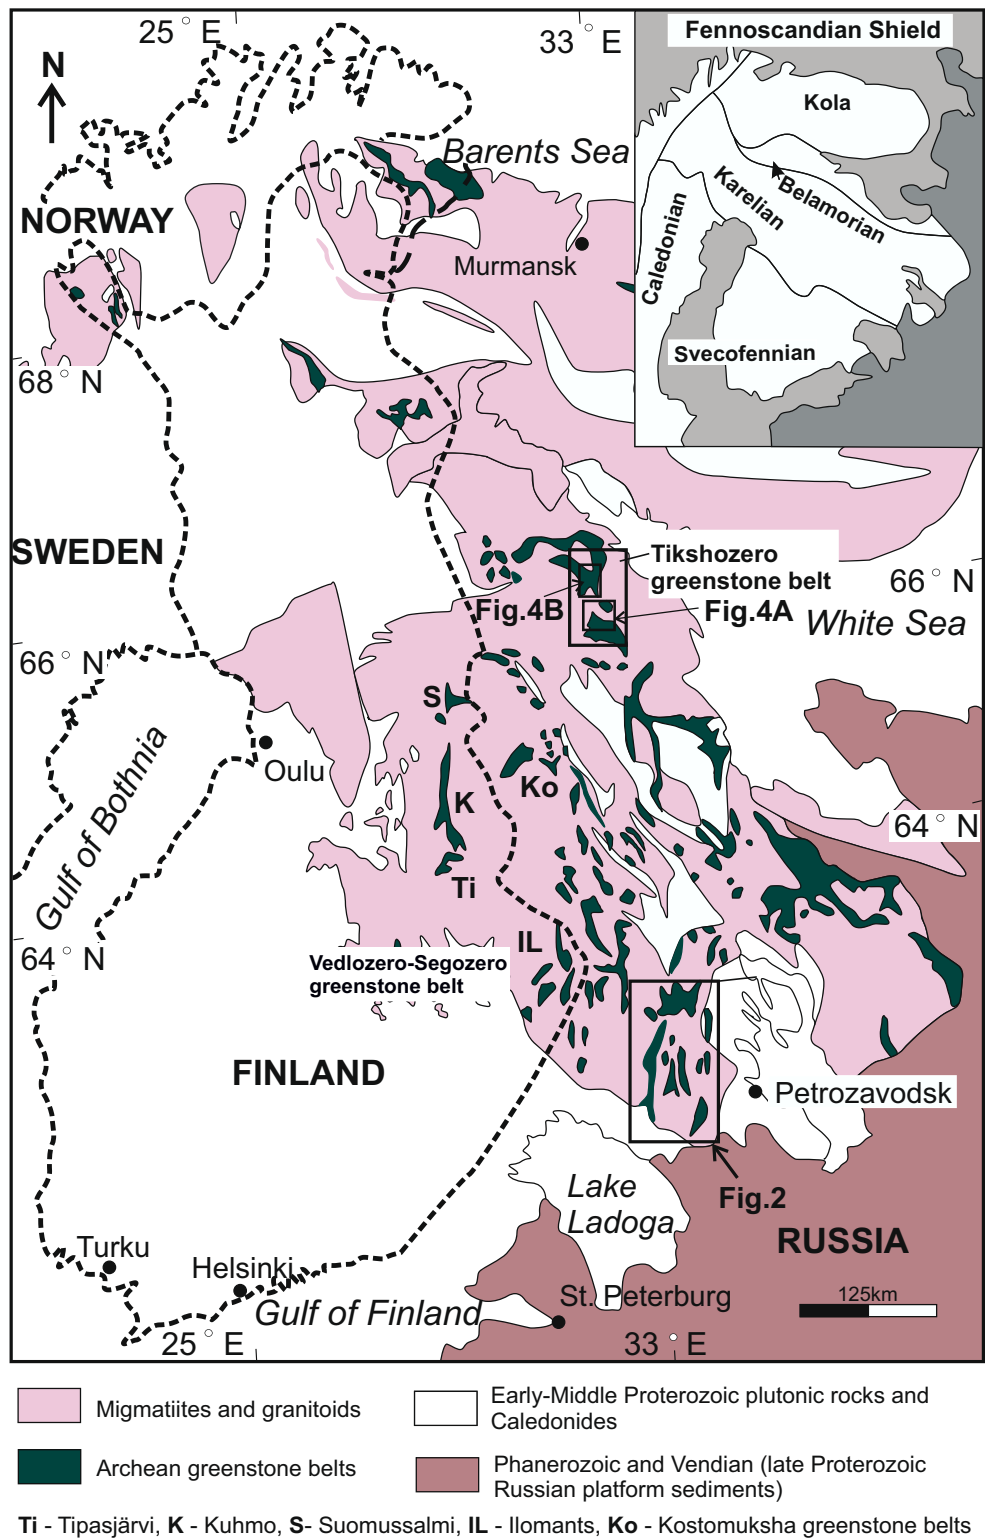 25° E
33° E
Fennoscandian Shield
N
Kola
Barents Sea
Karelian
Belamorian
NORWAY
Caledonian
Murmansk
Svecofennian
68° N
SWEDEN
Tikshozero
greenstone belt
66° N
Fig.4B
Fig.4A
White Sea
66° N
S
Gulf of Bothnia
Oulu
Ko
K
64° N
Ti
IL
64° N
Vedlozero-Segozero
greenstone belt
FINLAND
Petrozavodsk
Lake
Ladoga
Fig.2
RUSSIA
Turku
Helsinki
125km
Gulf of Finland
St. Peterburg
25° E
33° E
Migmatiites and granitoids
Early-Middle Proterozoic plutonic rocks and
Caledonides
Archean greenstone belts
Phanerozoic and Vendian (late Proterozoic
Russian platform sediments)
Ti - Tipasjärvi, K - Kuhmo, S- Suomussalmi, IL - Ilomants, Ko - Kostomuksha greenstone belts